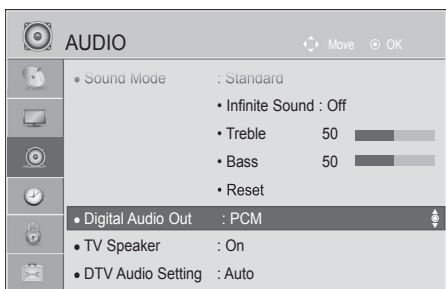 AUDIO Move OK
• Sound Mode : Standard
• Infinite Sound : Off
• Treble 50
• Bass 50
• Reset
• Digital Audio Out : PCM
• TV Speaker : On
• DTV Audio Setting : Auto